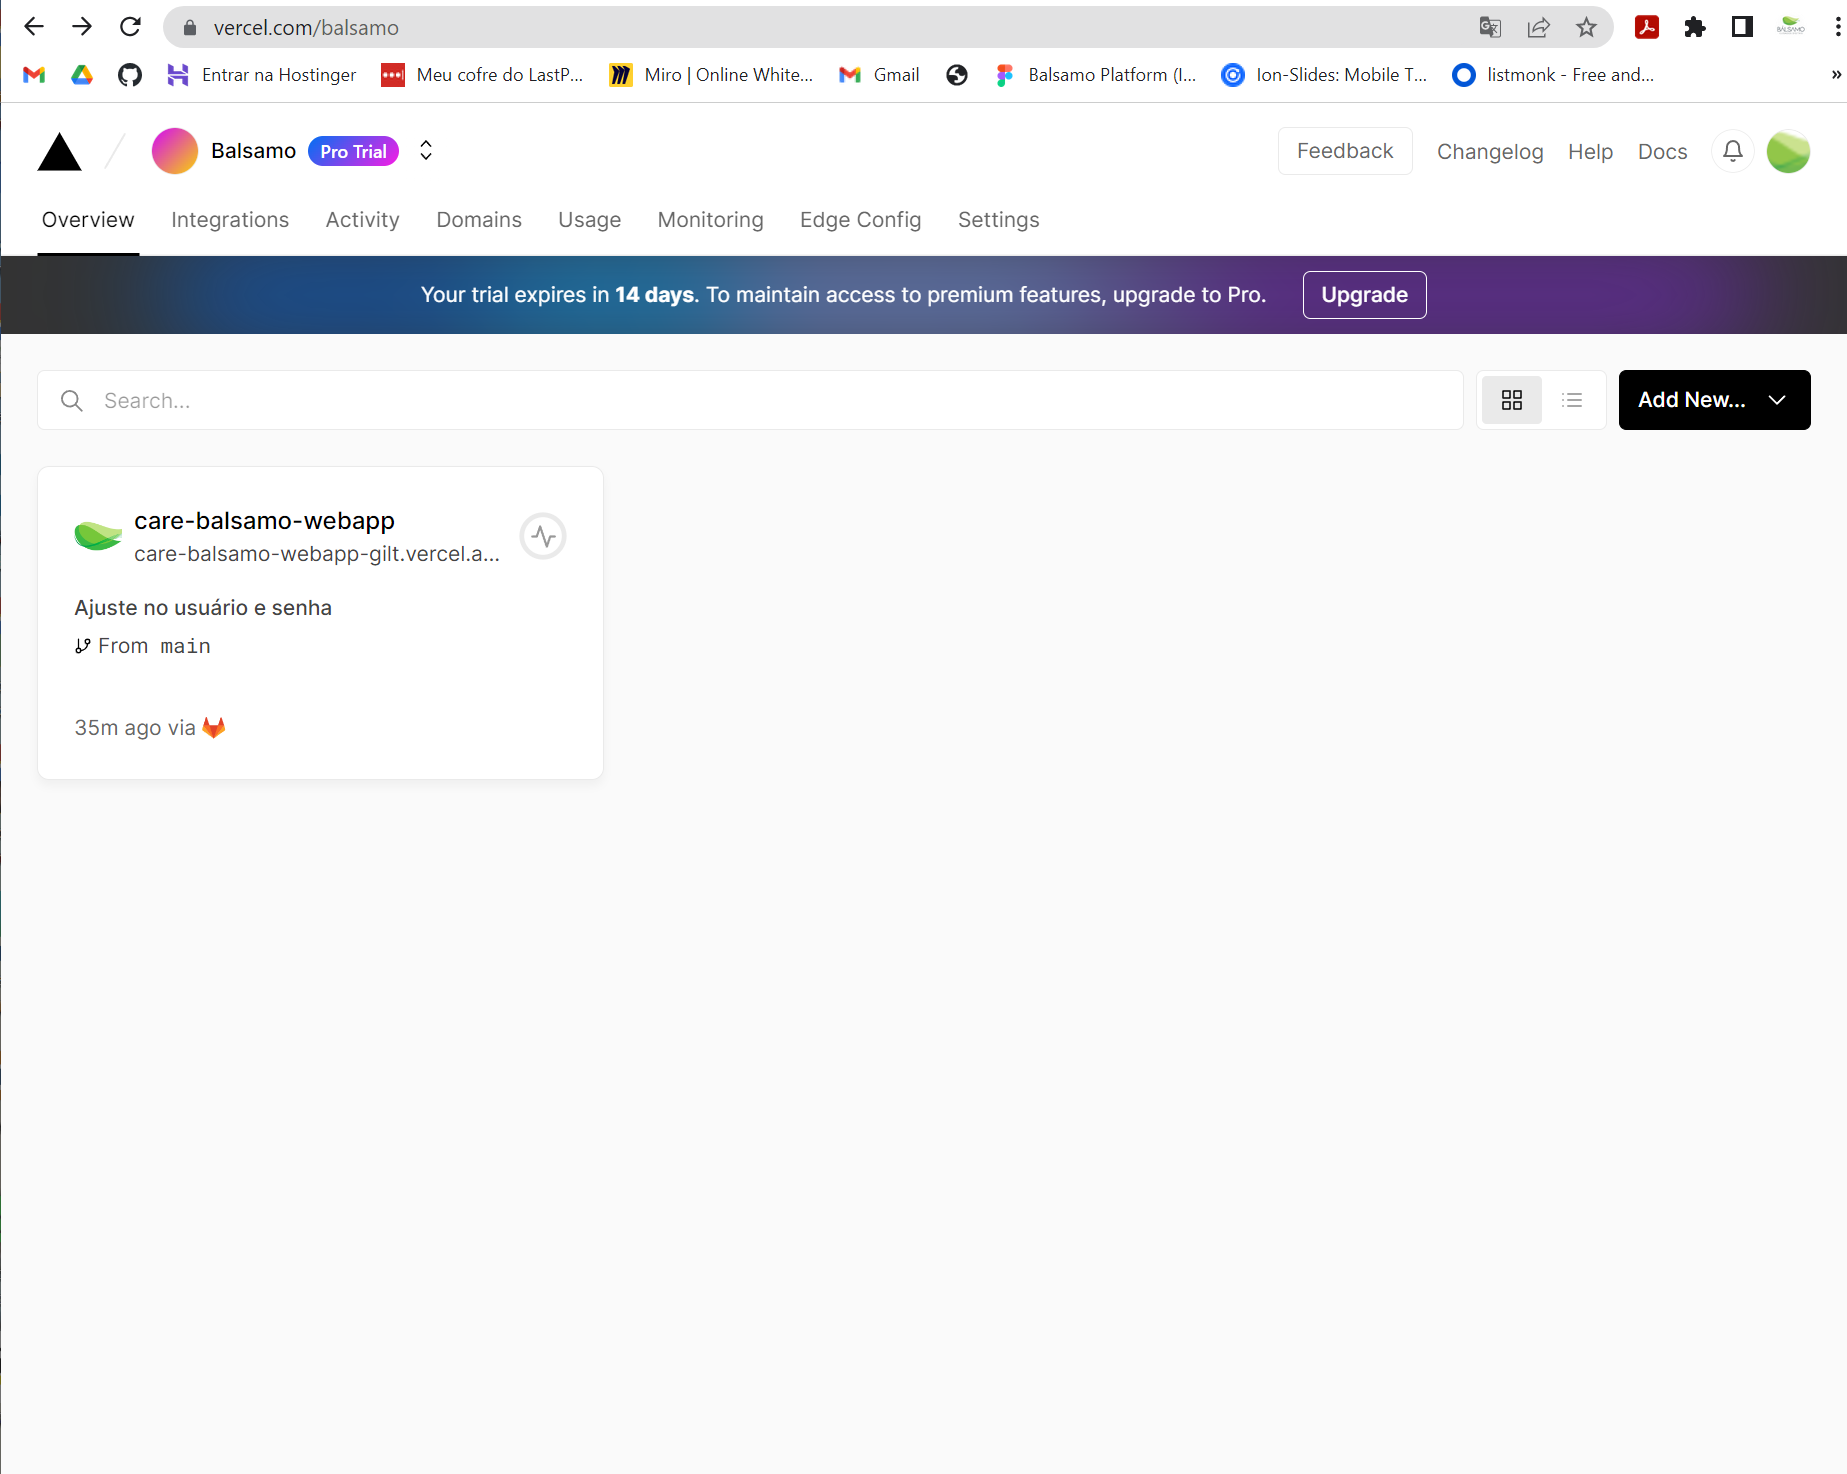 vercel.com/balsamo
Entrar na Hostinger
Meu cofre do LastP...
Miro | Online White...
Gmail
Balsamo Platform (I...
Ion-Slides: Mobile T...
listmonk - Free and...
»
Balsamo
Pro Trial
Feedback
Changelog
Help
Docs
Overview
Integrations
Activity
Domains
Usage
Monitoring
Edge Config
Settings
Your trial expires in 14 days. To maintain access to premium features, upgrade to Pro.
Upgrade
Search...
Add New...
care-balsamo-webapp
care-balsamo-webapp-gilt.vercel.a...
Ajuste no usuário e senha
From main
35m ago via